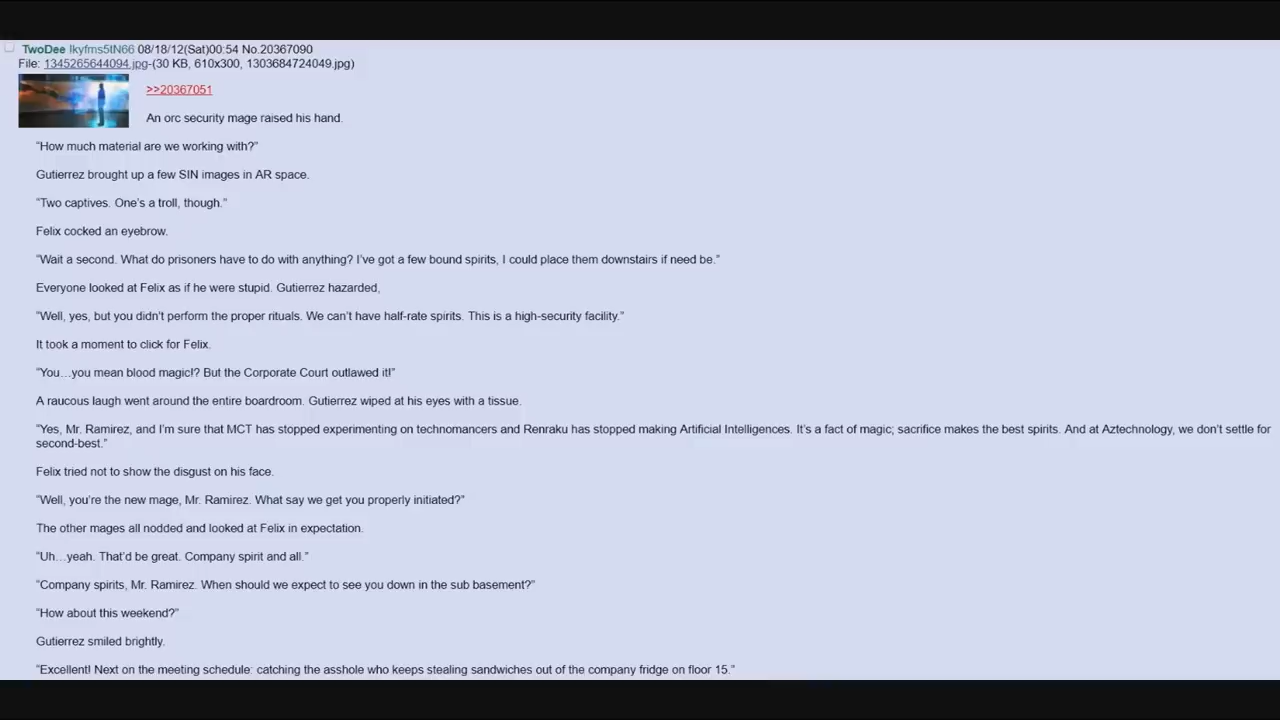 TwoDee Ikyfms5tN66 08/18/12(Sat)00:54 No.20367090
File: 1345265644094.jpg-(30 KB, 610x300, 1303684724049.jpg)
>>20367051
An orc security mage raised his hand.
“How much material are we working with?”
Gutierrez brought up a few SIN images in AR space.
“Two captives. One’s a troll, though.”
Felix cocked an eyebrow.
“Wait a second. What do prisoners have to do with anything? I’ve got a few bound spirits, I could place them downstairs if need be.”
Everyone looked at Felix as if he were stupid. Gutierrez hazarded,
“Well, yes, but you didn’t perform the proper rituals. We can’t have half-rate spirits. This is a high-security facility.”
It took a moment to click for Felix.
“You…you mean blood magic!? But the Corporate Court outlawed it!”
A raucous laugh went around the entire boardroom. Gutierrez wiped at his eyes with a tissue.
“Yes, Mr. Ramirez, and I’m sure that MCT has stopped experimenting on technomancers and Renraku has stopped making Artificial Intelligences. It’s a fact of magic; sacrifice makes the best spirits. And at Aztechnology, we don’t settle for
second-best.”
Felix tried not to show the disgust on his face.
“Well, you’re the new mage, Mr. Ramirez. What say we get you properly initiated?”
The other mages all nodded and looked at Felix in expectation.
“Uh…yeah. That’d be great. Company spirit and all.”
“Company spirits, Mr. Ramirez. When should we expect to see you down in the sub basement?”
“How about this weekend?”
Gutierrez smiled brightly.
“Excellent! Next on the meeting schedule: catching the asshole who keeps stealing sandwiches out of the company fridge on floor 15.”